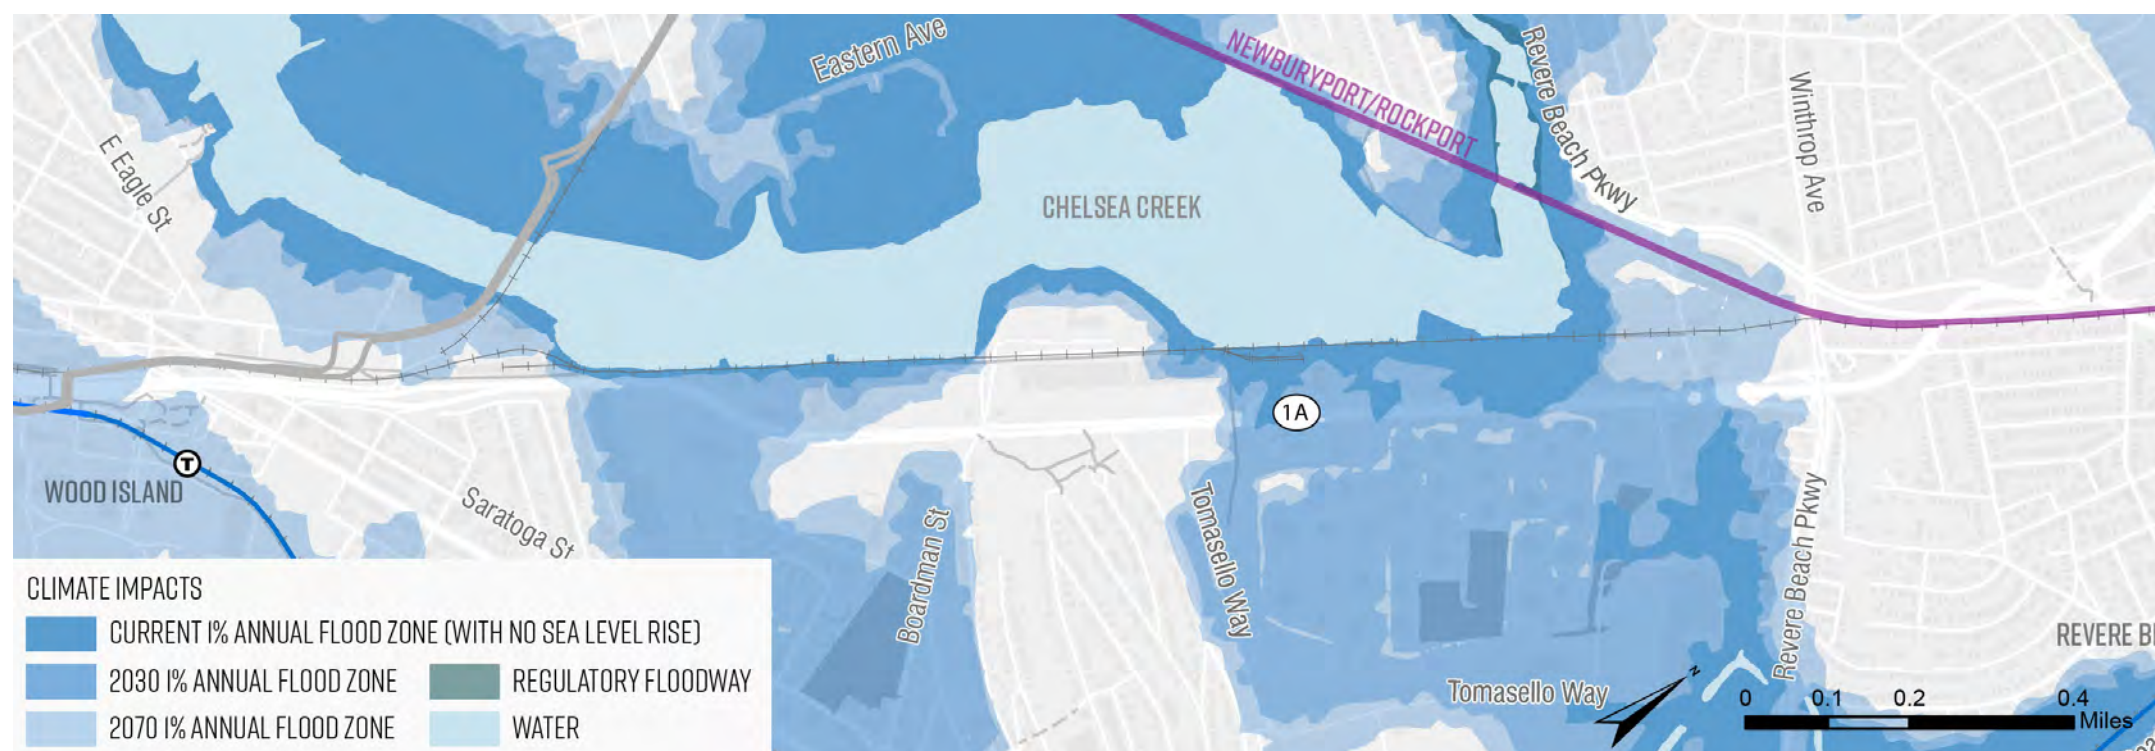 Eastern Ave
NEWBURYPORT/ROCKPORT
Revere Beach Pkwy
Winthrop Ave
E Eagle St
CHELSEA CREEK
1A
T
WOOD ISLAND
Saratoga St
Boardman St
Tomasello Way
Revere Beach Pkwy
REVERE
Tomasello Way
N
0 0.1 0.2 0.4
Miles
CLIMATE IMPACTS
CURRENT 1% ANNUAL FLOOD ZONE (WITH NO SEA LEVEL RISE)
2030 1% ANNUAL FLOOD ZONE
REGULATORY FLOODWAY
2070 1% ANNUAL FLOOD ZONE
WATER